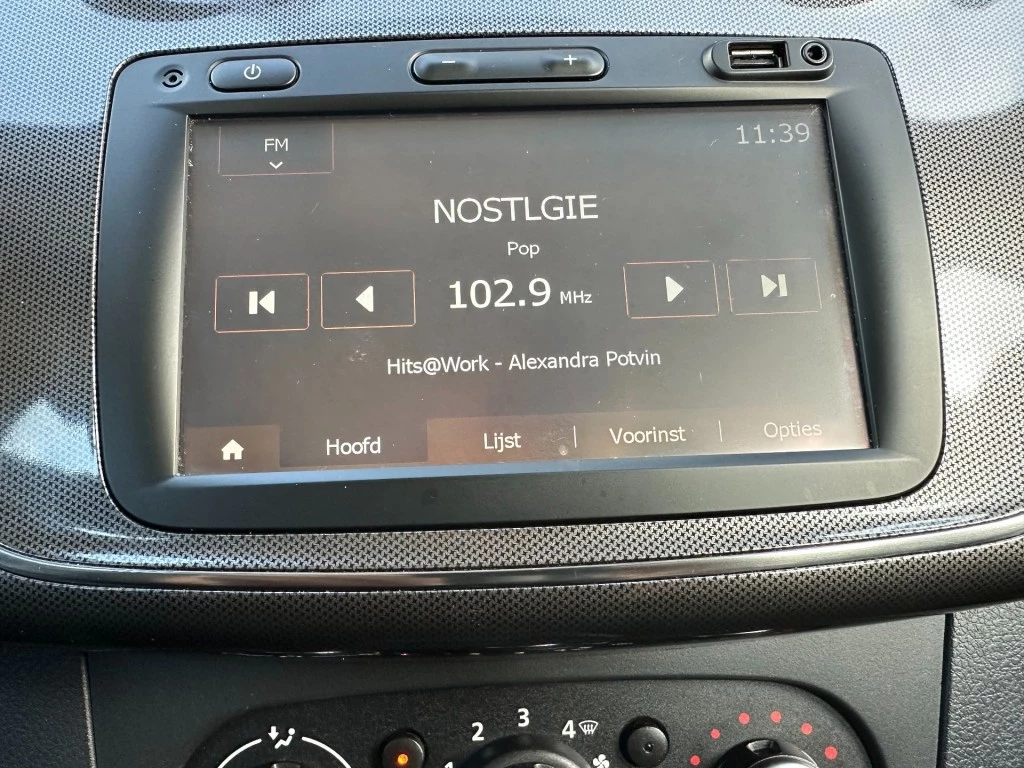 − +
FM
11:39
NOSTLGIE
Pop
102.9 MHz
Hits@Work - Alexandra Potvin
Hoofd Lijst Voorinst Opties
1 2 3 4